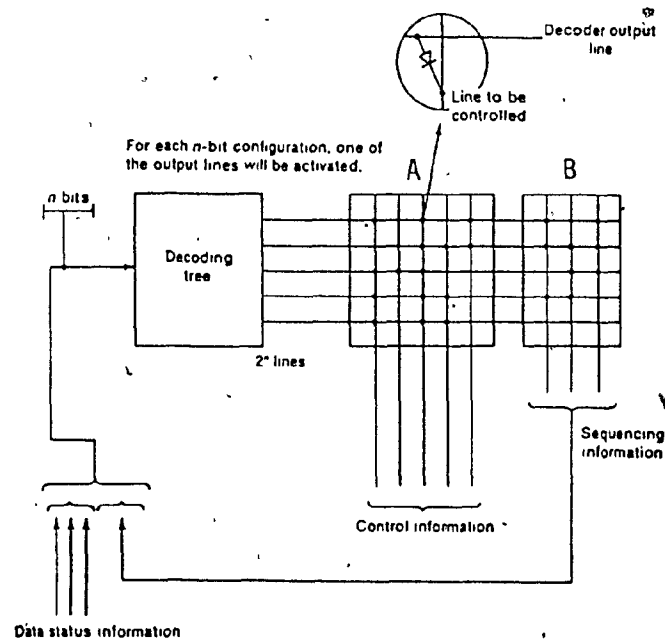 Decoder output
line
Line to be
controlled
For each n-bit configuration, one of
the output lines will be activated.
A
B
n bits
Decoding
tree
2ⁿ lines
Sequencing
information
Control information
Data status information